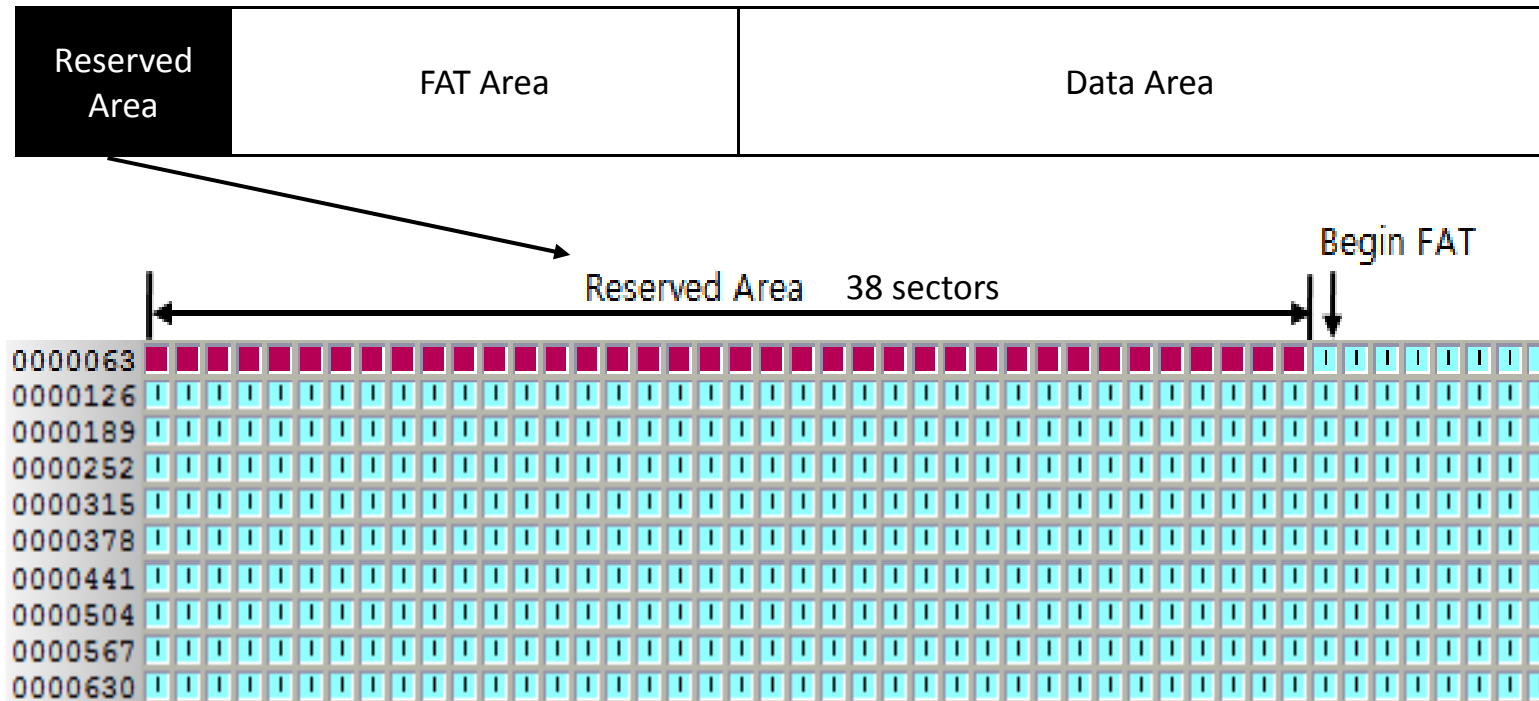 Reserved
Area
FAT Area
Data Area
Begin FAT
Reserved Area 38 sectors
0000063
0000126
0000189
0000252
0000315
0000378
0000441
0000504
0000567
0000630